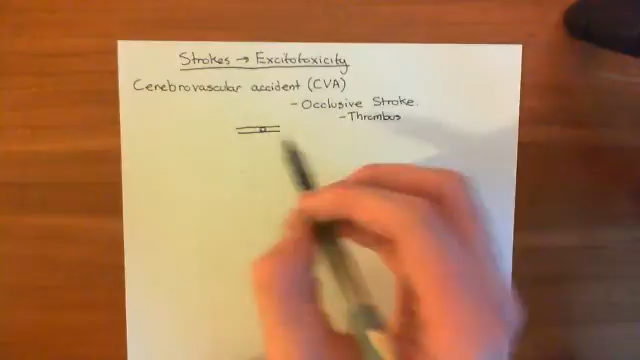 Strokes → Excitotoxicity
Cerebrovascular accident (CVA)
- Occlusive Stroke
- Thrombus